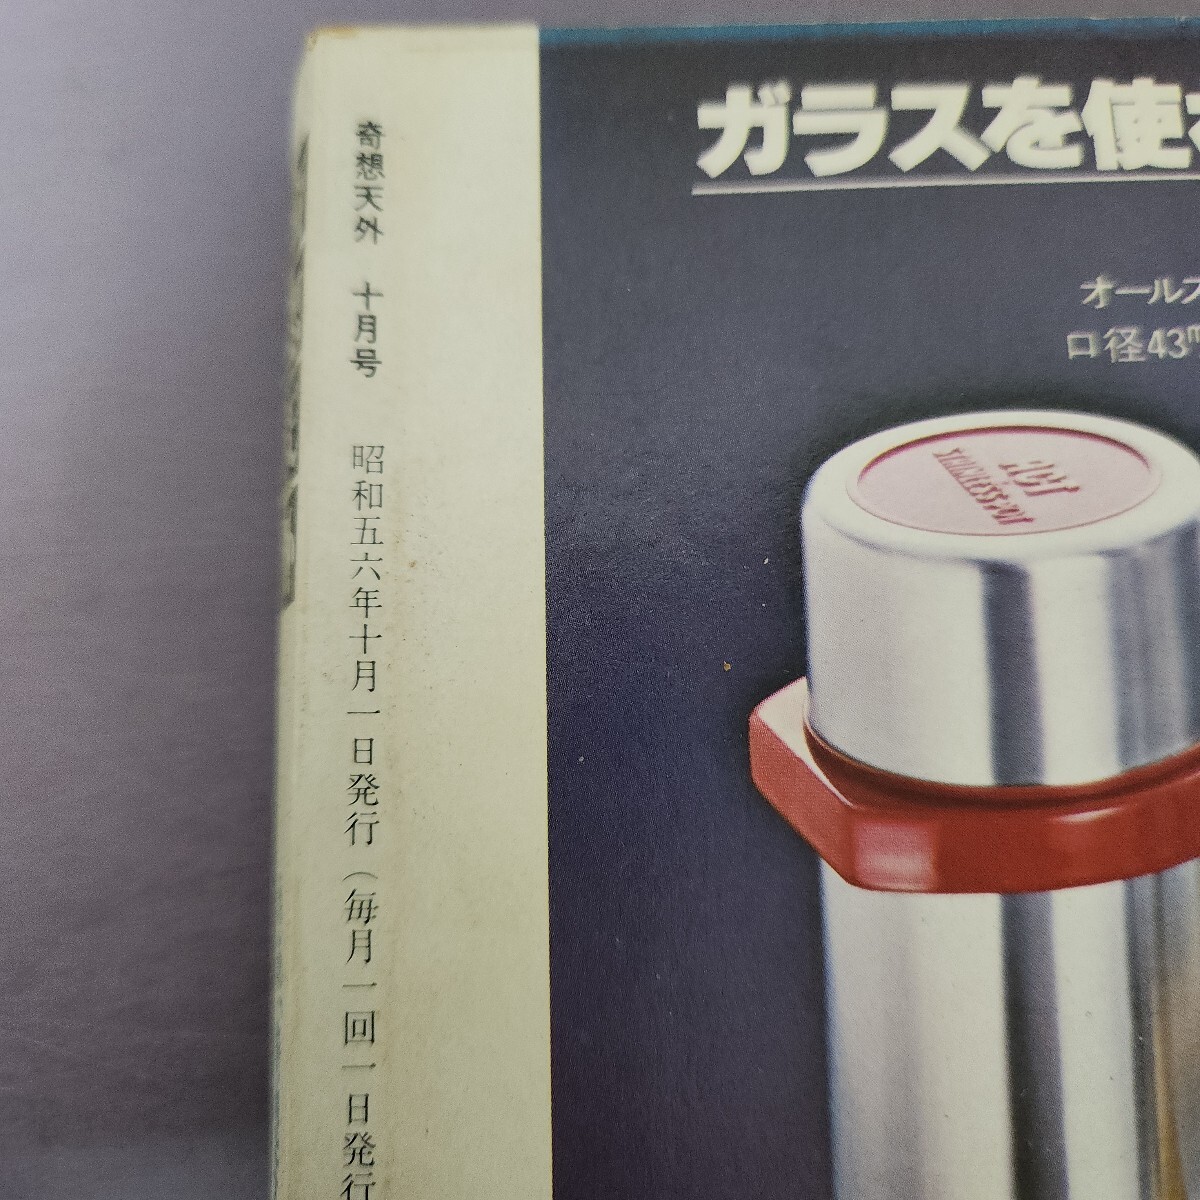 奇想天外 十月号 昭和五六年十月一日発行（毎月一回一日発行
ガラスを使
オールス
口径43m